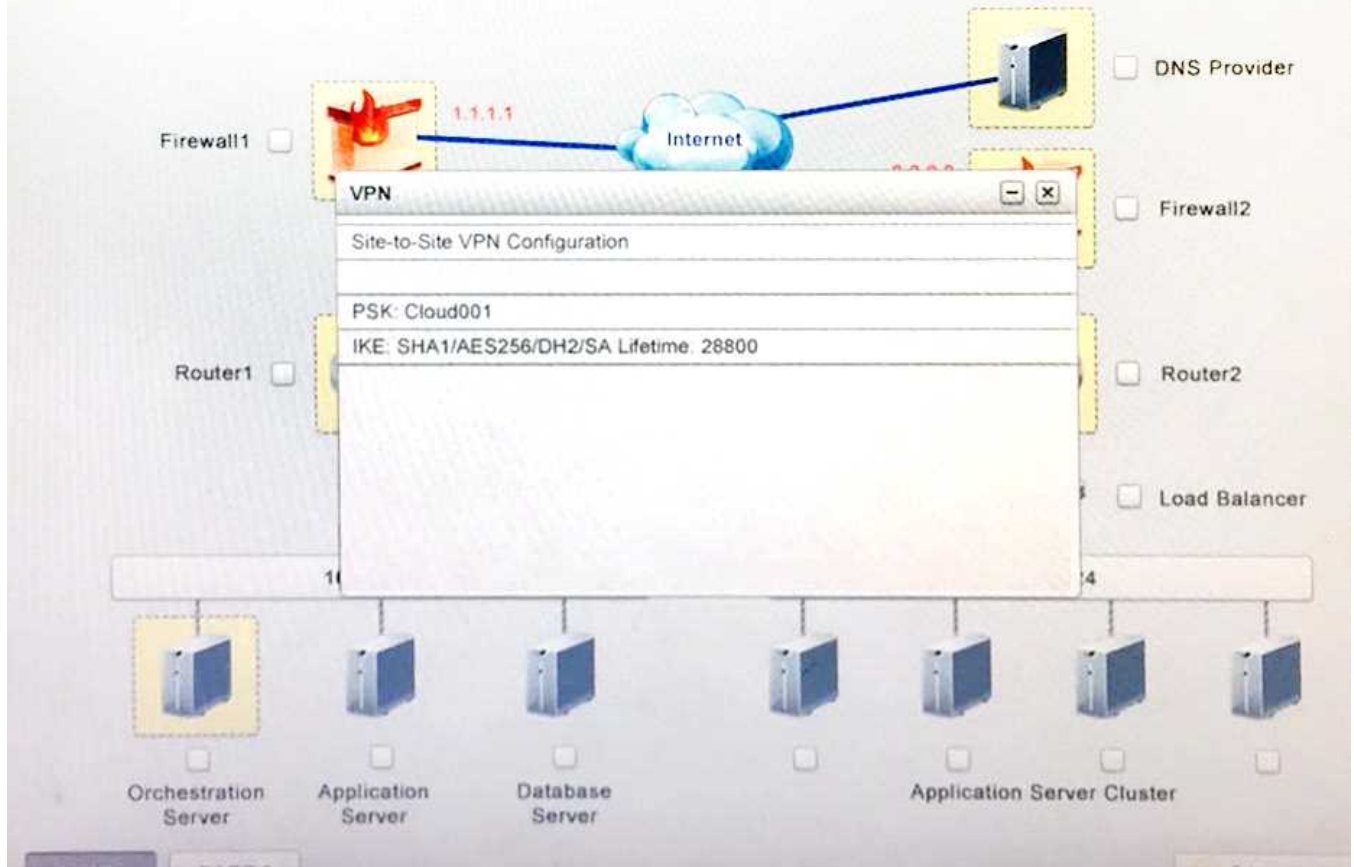 DNS Provider
1.1.1.1
Firewall1
Internet
VPN
Firewall2
Site-to-Site VPN Configuration
PSK: Cloud001
IKE: SHA1/AES256/DH2/SA Lifetime: 28800
Router1
Router2
Load Balancer
Orchestration
Server
Application
Server
Database
Server
Application Server Cluster